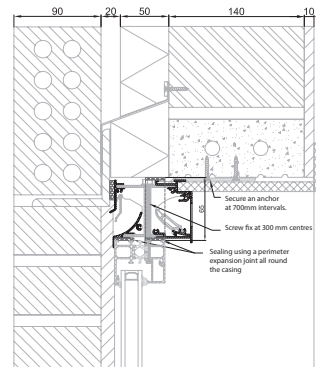 90 20 50 140 10
Secure an anchor
at 700mm intervals.
65
Screw fix at 300 mm centres
Sealing using a perimeter
expansion joint all round
the casing